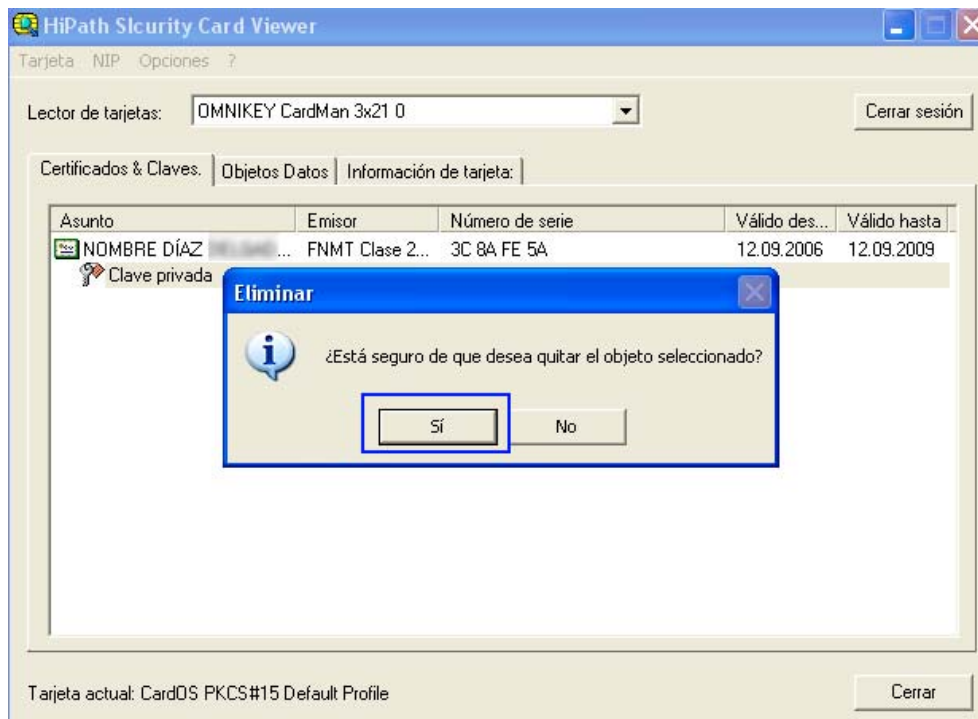 HiPath SIcurity Card Viewer
Tarjeta NIP Opciones ?
Lector de tarjetas: OMNIKEY CardMan 3x21 0 Cerrar sesión
Certificados & Claves. Objetos Datos Información de tarjeta:
Asunto Emisor Número de serie Válido des... Válido hasta
NOMBRE DÍAZ ... FNMT Clase 2... 3C 8A FE 5A 12.09.2006 12.09.2009
Clave privada
Eliminar
¿Está seguro de que desea quitar el objeto seleccionado?
Sí No
Tarjeta actual: CardOS PKCS#15 Default Profile Cerrar